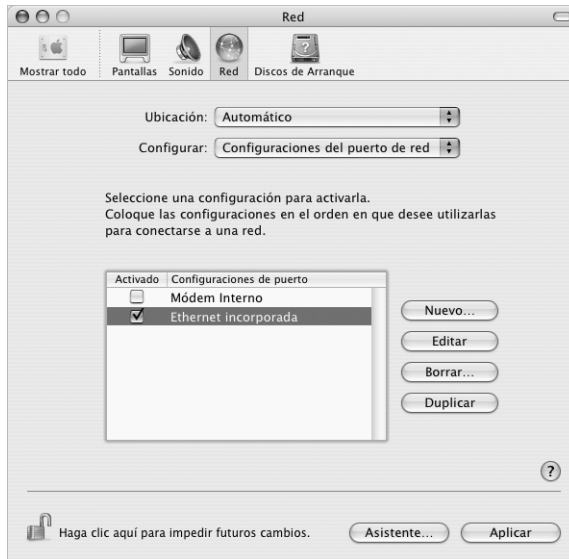 Red
Mostrar todo
Pantallas
Sonido
Red
Discos de Arranque
Ubicación: Automático
Configurar: Configuraciones del puerto de red
Seleccione una configuración para activarla.
Coloque las configuraciones en el orden en que desee utilizarlas
para conectarse a una red.
Activado Configuraciones de puerto
Módem Interno
Ethernet incorporada
Nuevo...
Editar
Borrar...
Duplicar
?
Haga clic aquí para impedir futuros cambios.
Asistente...
Aplicar